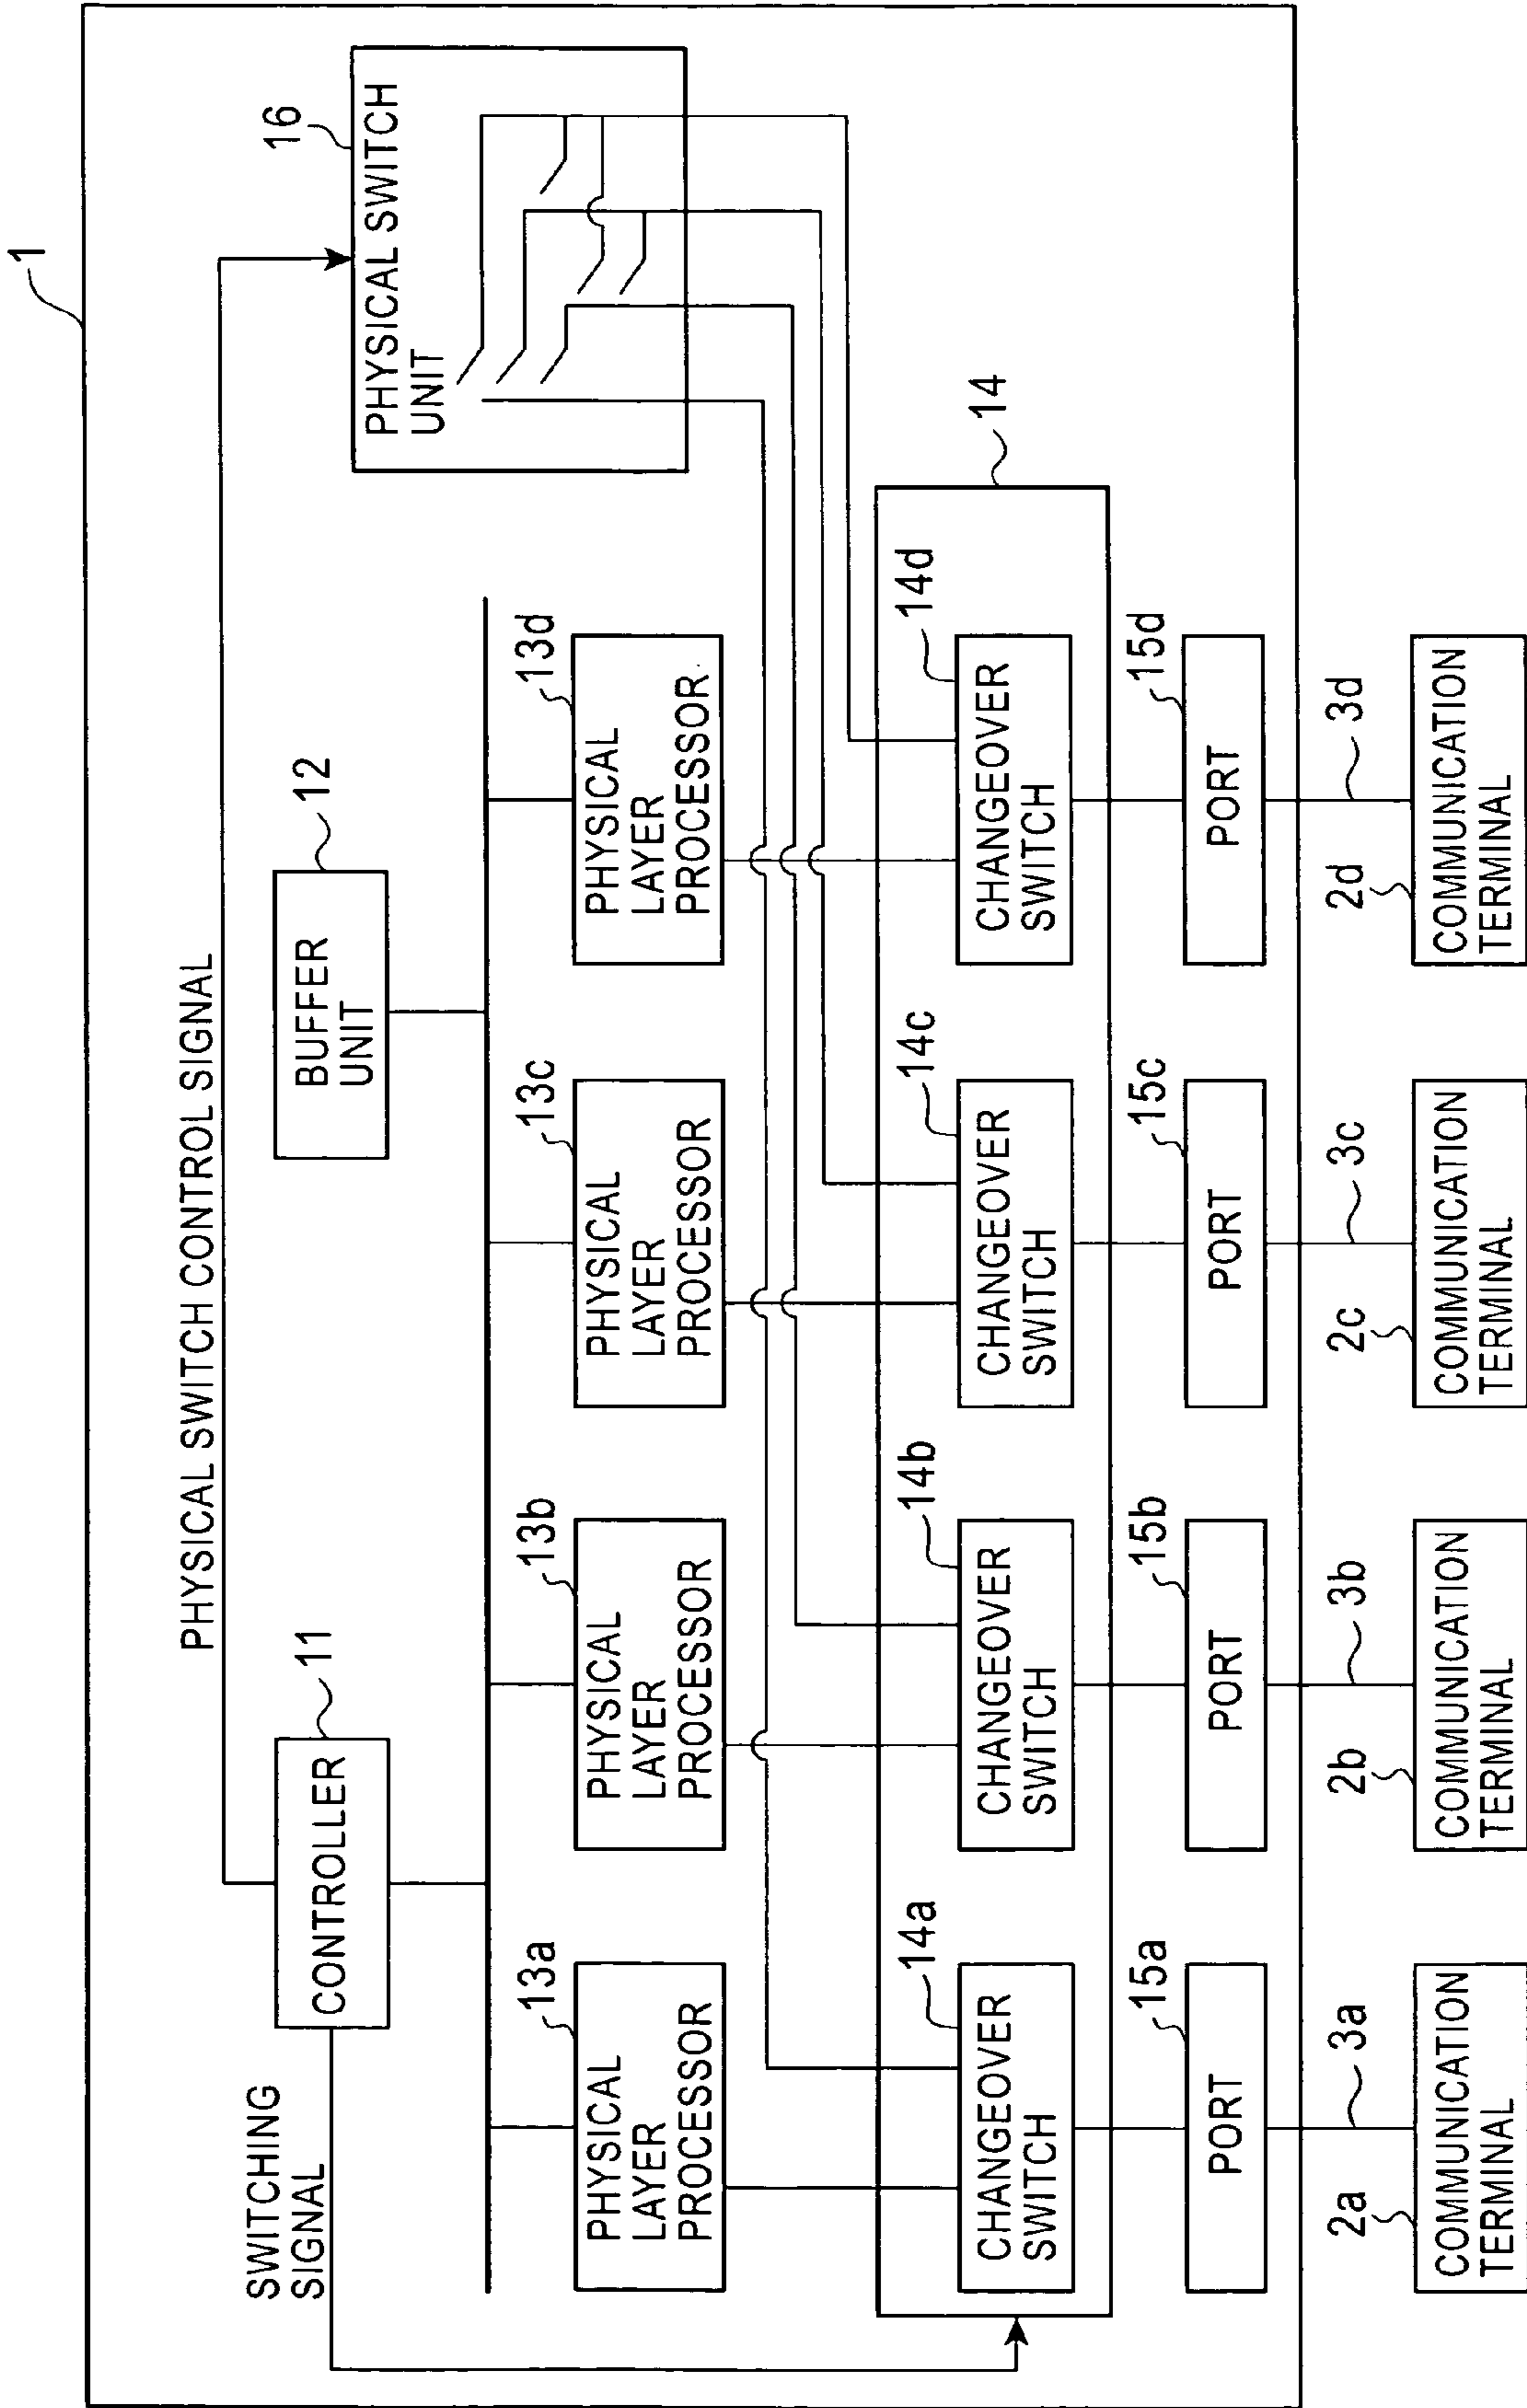 1
PHYSICAL SWITCH CONTROL SIGNAL
16
PHYSICAL SWITCH
UNIT
SWITCHING
SIGNAL
11
CONTROLLER
12
BUFFER
UNIT
13a
PHYSICAL
LAYER
PROCESSOR
13b
PHYSICAL
LAYER
PROCESSOR
13c
PHYSICAL
LAYER
PROCESSOR
13d
PHYSICAL
LAYER
PROCESSOR
14
14a
CHANGEOVER
SWITCH
14b
CHANGEOVER
SWITCH
14c
CHANGEOVER
SWITCH
14d
CHANGEOVER
SWITCH
15a
PORT
15b
PORT
15c
PORT
15d
PORT
3a
3b
3c
3d
2a
COMMUNICATION
TERMINAL
2b
COMMUNICATION
TERMINAL
2c
COMMUNICATION
TERMINAL
2d
COMMUNICATION
TERMINAL